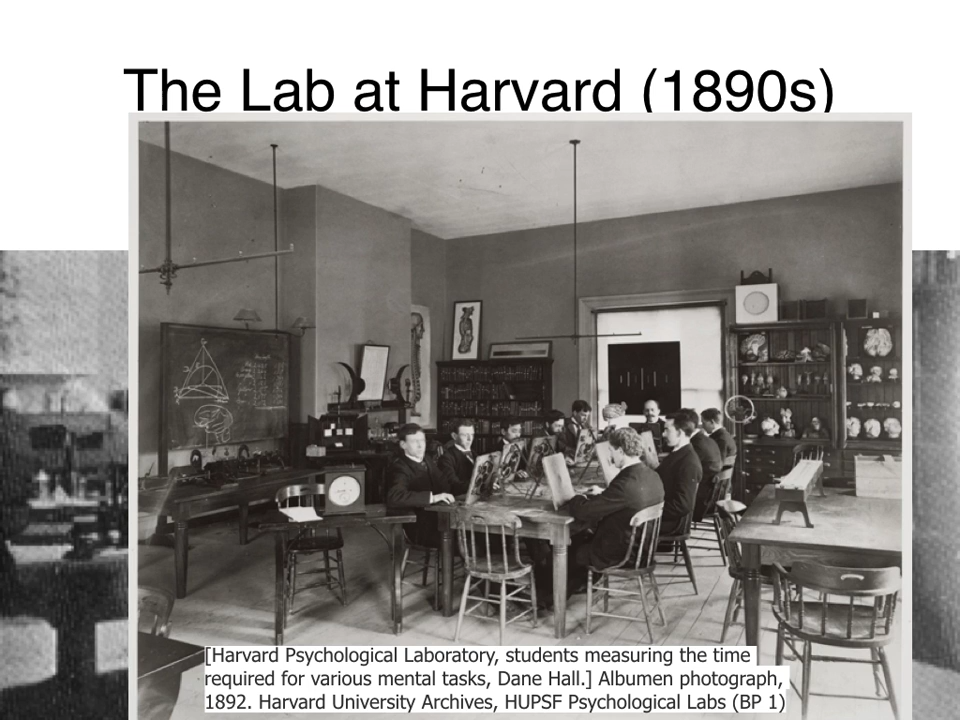 The Lab at Harvard (1890s)
[Harvard Psychological Laboratory, students measuring the time
required for various mental tasks, Dane Hall.] Albumen photograph,
1892. Harvard University Archives, HUPSF Psychological Labs (BP 1)